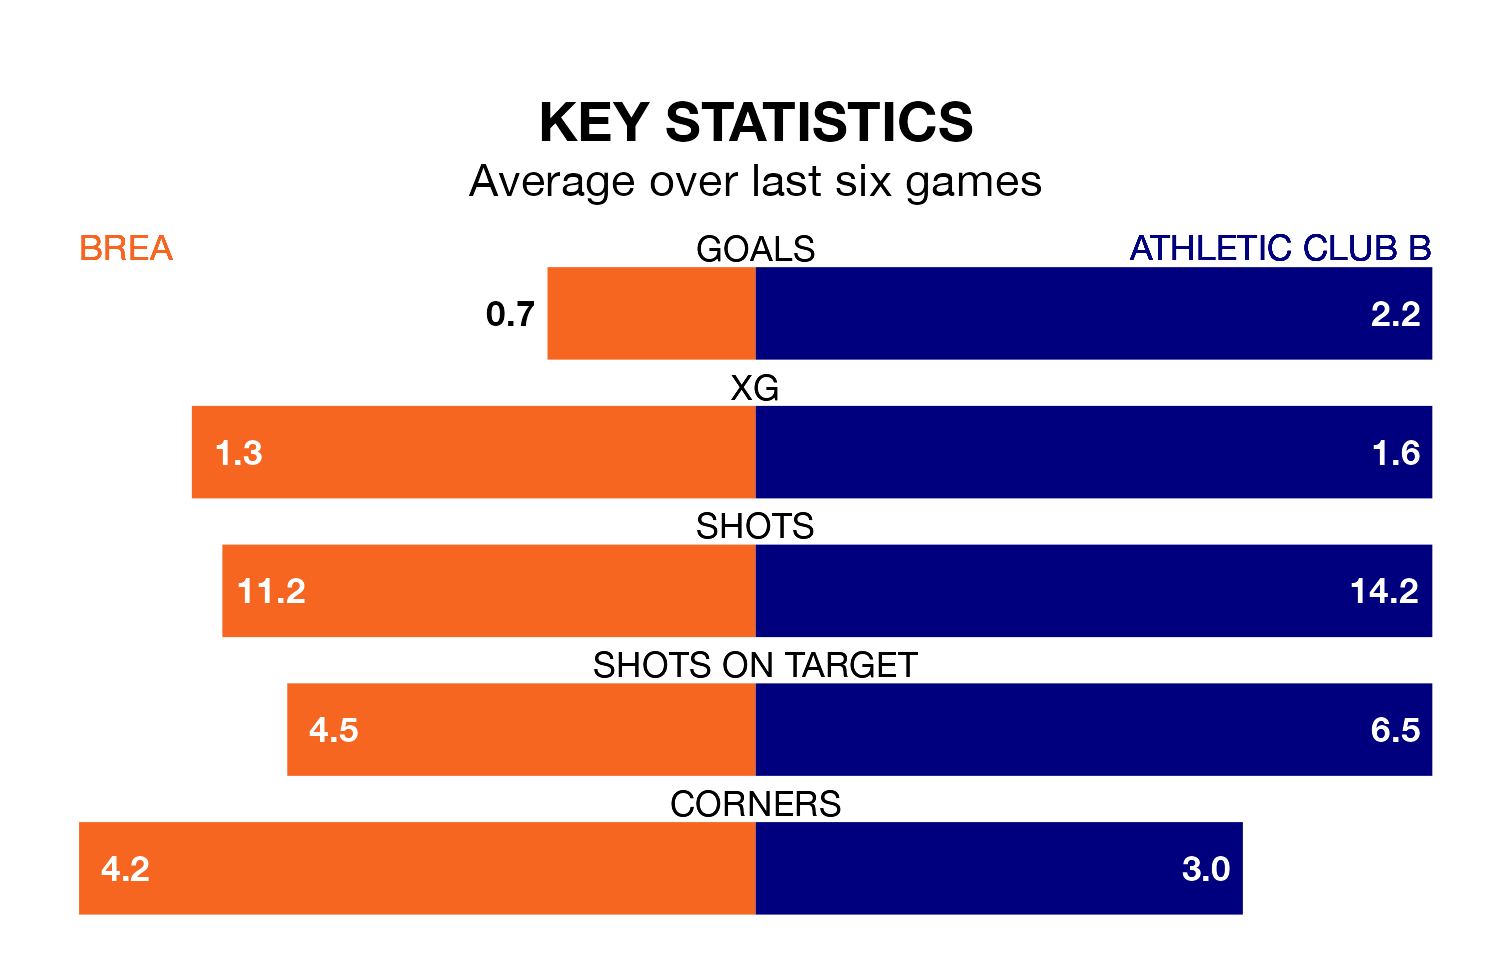 KEY STATISTICS
Average over last six games
BREA GOALS ATHLETIC CLUB B
0.7 2.2
XG
1.3 1.6
SHOTS
11.2 14.2
SHOTS ON TARGET
4.5 6.5
CORNERS
4.2 3.0